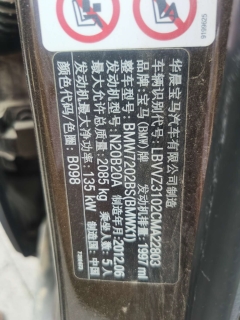 华晨宝马汽车有限公司制造
车辆识别代号: LBVVZ3102CMA22803
品牌: 宝马 (BMW) 牌 发动机排量: 1997 ml
整车型号: BMW7202BS(BMWX1)
发动机型号: N20B20A 制造年月: 2012.06
最大允许总质量: 2085 kg 乘坐人数: 5 人
发动机最大净功率: 135 kW 制造国: 中国
颜色代码/色圈: B098